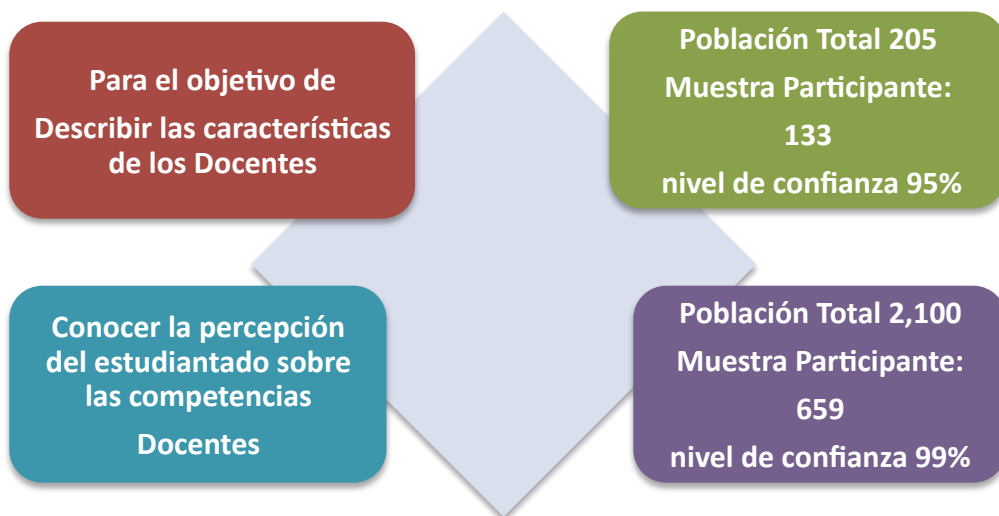 Para el objetivo de
Describir las características
de los Docentes
Población Total 205
Muestra Participante:
133
nivel de confianza 95%
Conocer la percepción
del estudiantado sobre
las competencias
Docentes
Población Total 2,100
Muestra Participante:
659
nivel de confianza 99%